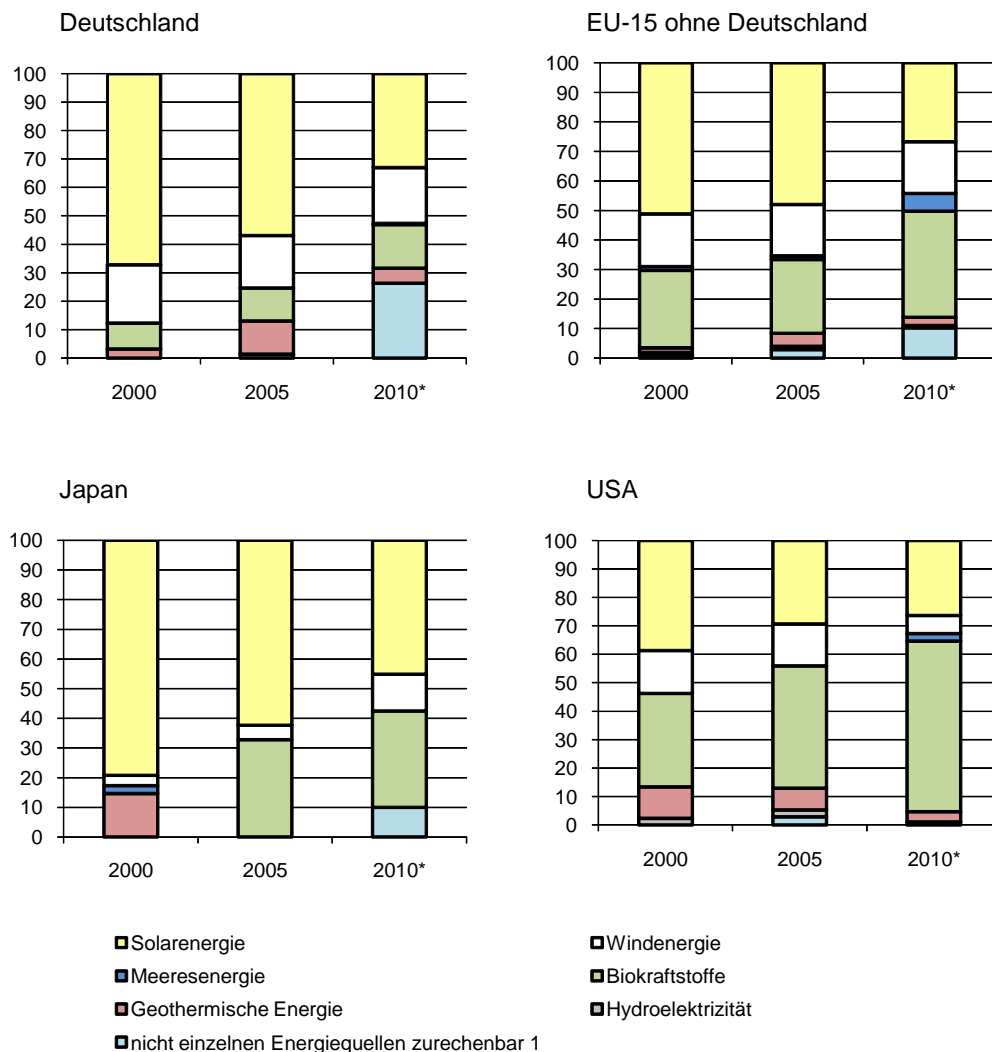 Deutschland
100
90
80
70
60
50
40
30
20
10
0
2000 2005 2010*
EU-15 ohne Deutschland
100
90
80
70
60
50
40
30
20
10
0
2000 2005 2010*
Japan
100
90
80
70
60
50
40
30
20
10
0
2000 2005 2010*
USA
100
90
80
70
60
50
40
30
20
10
0
2000 2005 2010*
Solarenergie
Windenergie
Meeresenergie
Biokraftstoffe
Geothermische Energie
Hydroelektrizität
nicht einzelnen Energiequellen zurechenbar 1